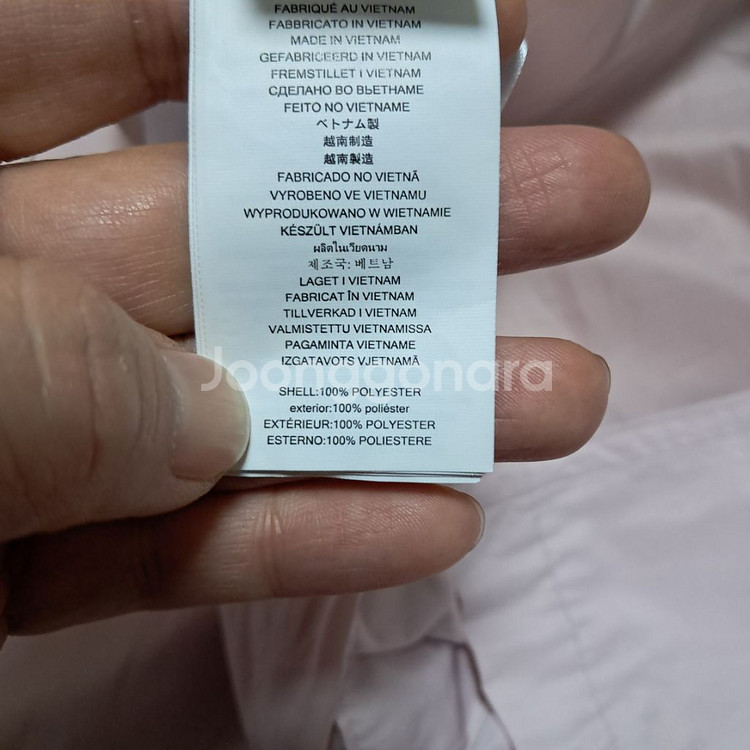 FABRIQUÉ AU VIETNAM
FABBRICATO IN VIETNAM
MADE IN VIETNAM
GEFABRICEERD IN VIETNAM
FREMSTILLET I VIETNAM
СДЕЛАНО ВО ВЬЕТНАМЕ
FEITO NO VIETNAME
ベトナム製
越南制造
越南製造
FABRICADO NO VIETNÃ
VYROBENO VE VIETNAMU
WYPRODUKOWANO W WIETNAMIE
KÉSZÜLT VIETNÁMBAN
ผลิตในเวียดนาม
제조국: 베트남
LAGET I VIETNAM
FABRICAT ÎN VIETNAM
TILLVERKAD I VIETNAM
VALMISTETTU VIETNAMISSA
PAGAMINTA VIETNAME
IZGATAVOTS VJETNAMĀ
Joonggonara
SHELL:100% POLYESTER
exterior:100% poliéster
EXTÉRIEUR:100% POLYESTER
ESTERNO:100% POLIESTERE